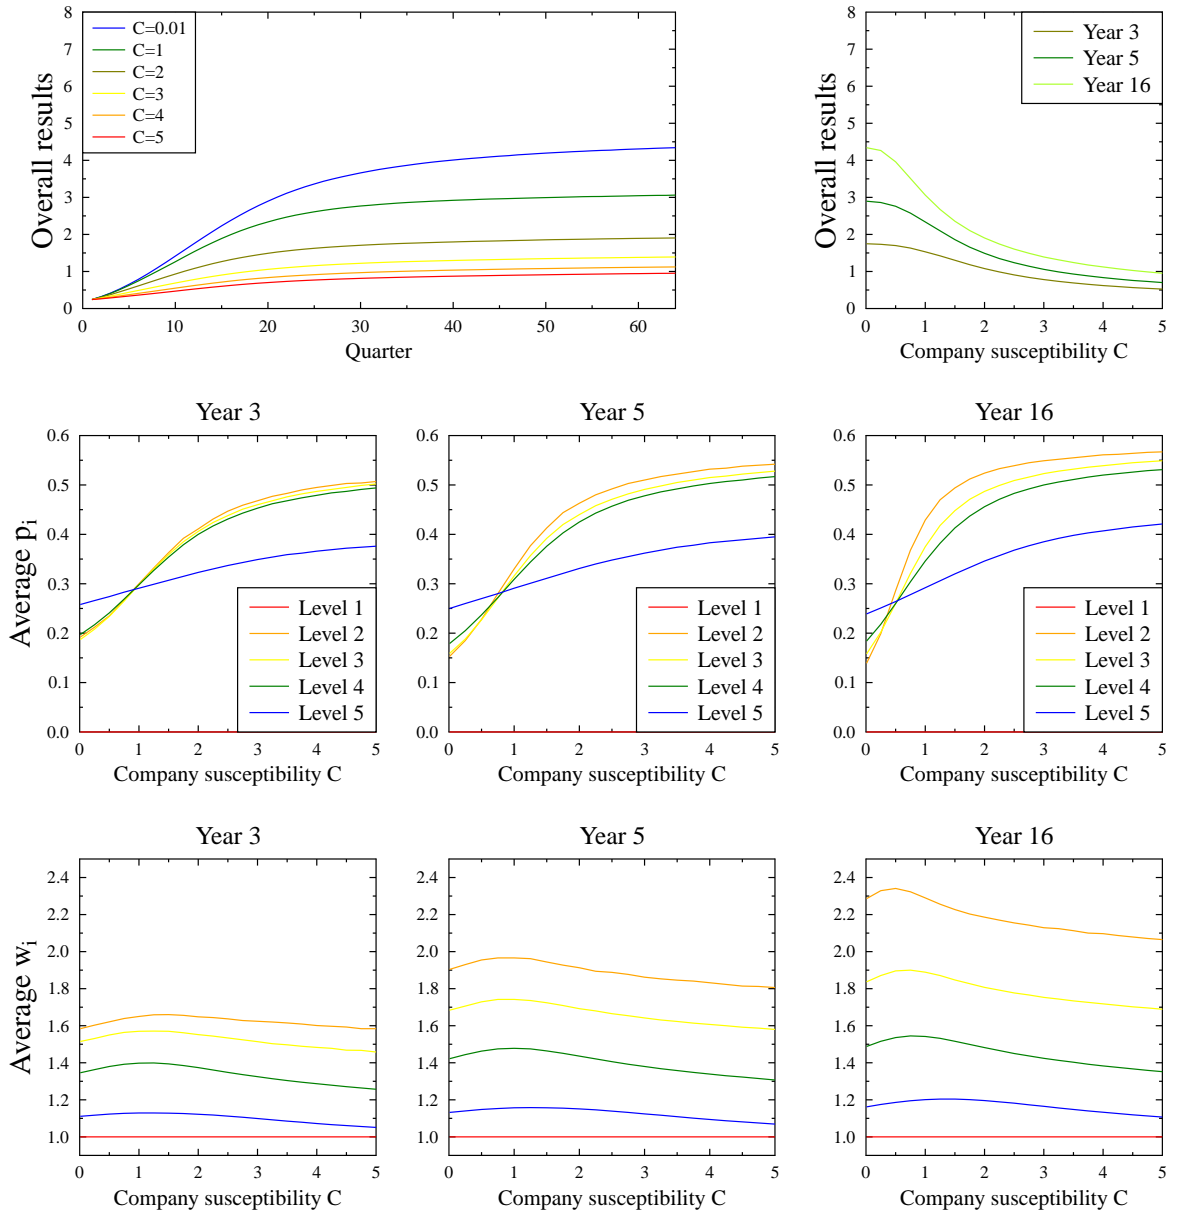 Overall results
8
7
6
5
4
3
2
1
0
C=0.01
C=1
C=2
C=3
C=4
C=5
0 10 20 30 40 50 60
Quarter
Overall results
8
7
6
5
4
3
2
1
0
Year 3
Year 5
Year 16
0 1 2 3 4 5
Company susceptibility C
Average p_i
Year 3
0.6
0.5
0.4
0.3
0.2
0.1
0.0
Level 1
Level 2
Level 3
Level 4
Level 5
0 1 2 3 4 5
Company susceptibility C
Year 5
0.6
0.5
0.4
0.3
0.2
0.1
0.0
Level 1
Level 2
Level 3
Level 4
Level 5
0 1 2 3 4 5
Company susceptibility C
Year 16
0.6
0.5
0.4
0.3
0.2
0.1
0.0
Level 1
Level 2
Level 3
Level 4
Level 5
0 1 2 3 4 5
Company susceptibility C
Average w_i
Year 3
2.4
2.2
2.0
1.8
1.6
1.4
1.2
1.0
0 1 2 3 4 5
Company susceptibility C
Year 5
2.4
2.2
2.0
1.8
1.6
1.4
1.2
1.0
0 1 2 3 4 5
Company susceptibility C
Year 16
2.4
2.2
2.0
1.8
1.6
1.4
1.2
1.0
0 1 2 3 4 5
Company susceptibility C